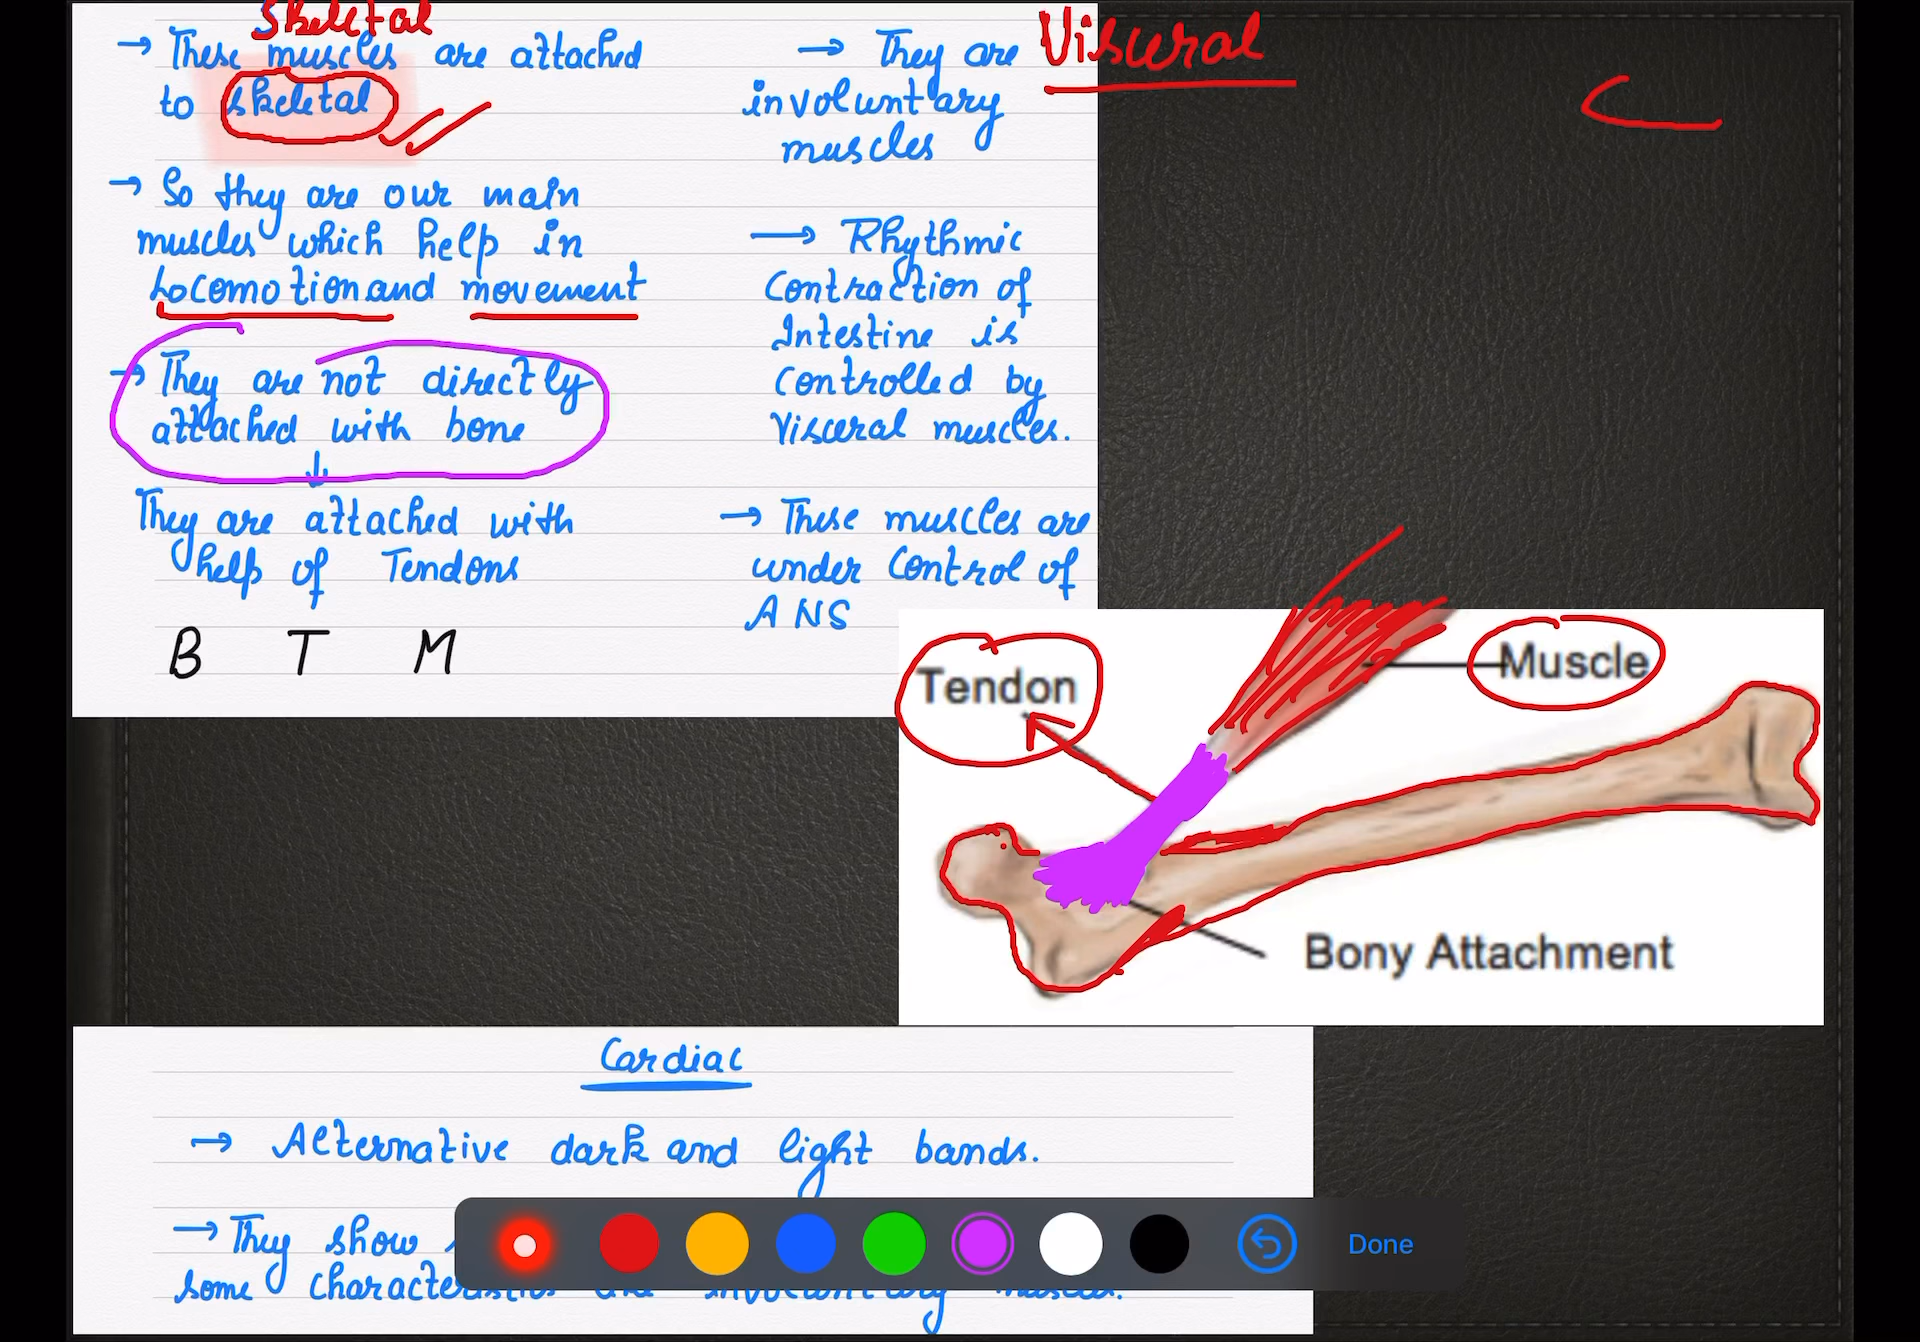 Skeletal
→ These muscles are attached
to skeletal
→ So they are our main
muscles which help in
Locomotion and movement
→ They are not directly
attached with bone
↓
They are attached with
help of Tendons
B T M
Visceral
→ They are
involuntary
muscles
→ Rhythmic
Contraction of
Intestine is
controlled by
Visceral muscles.
→ These muscles are
under Control of
ANS
Tendon
Muscle
Bony Attachment
Cardiac
→ Alternative dark and light bands.
→ They show
some involuntary
Done